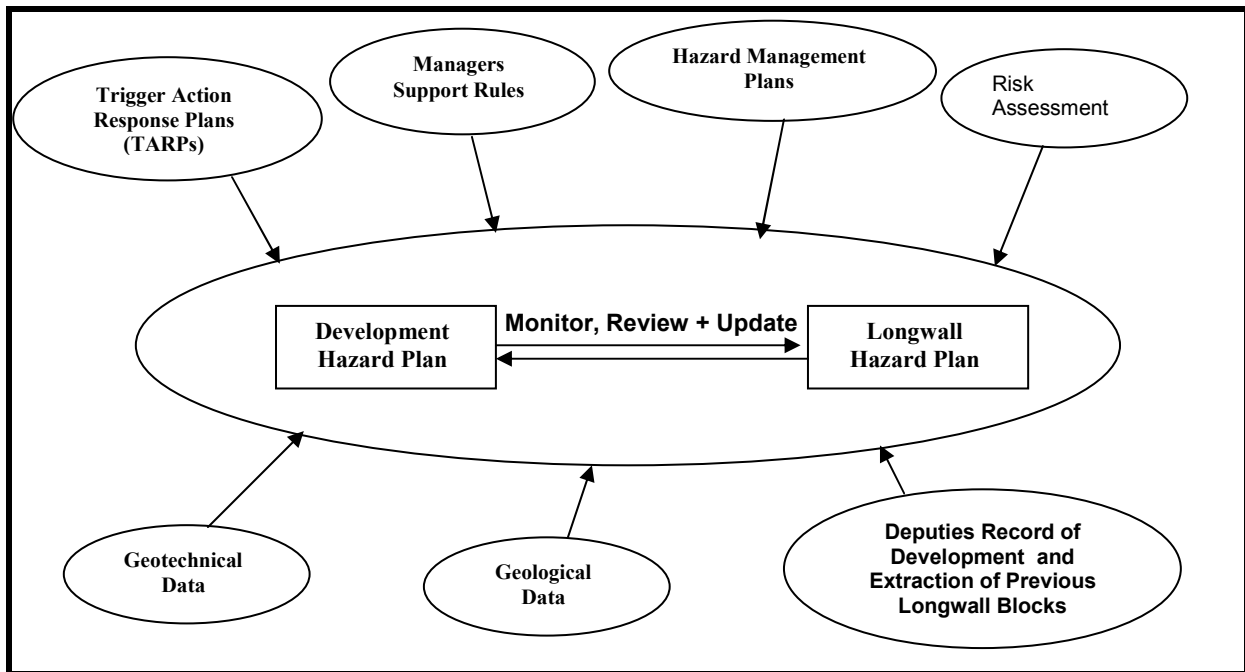 Trigger Action
Response Plans
(TARPs)
Managers
Support Rules
Hazard Management
Plans
Risk
Assessment
Development
Hazard Plan
Monitor, Review + Update
Longwall
Hazard Plan
Geotechnical
Data
Geological
Data
Deputies Record of
Development and
Extraction of Previous
Longwall Blocks